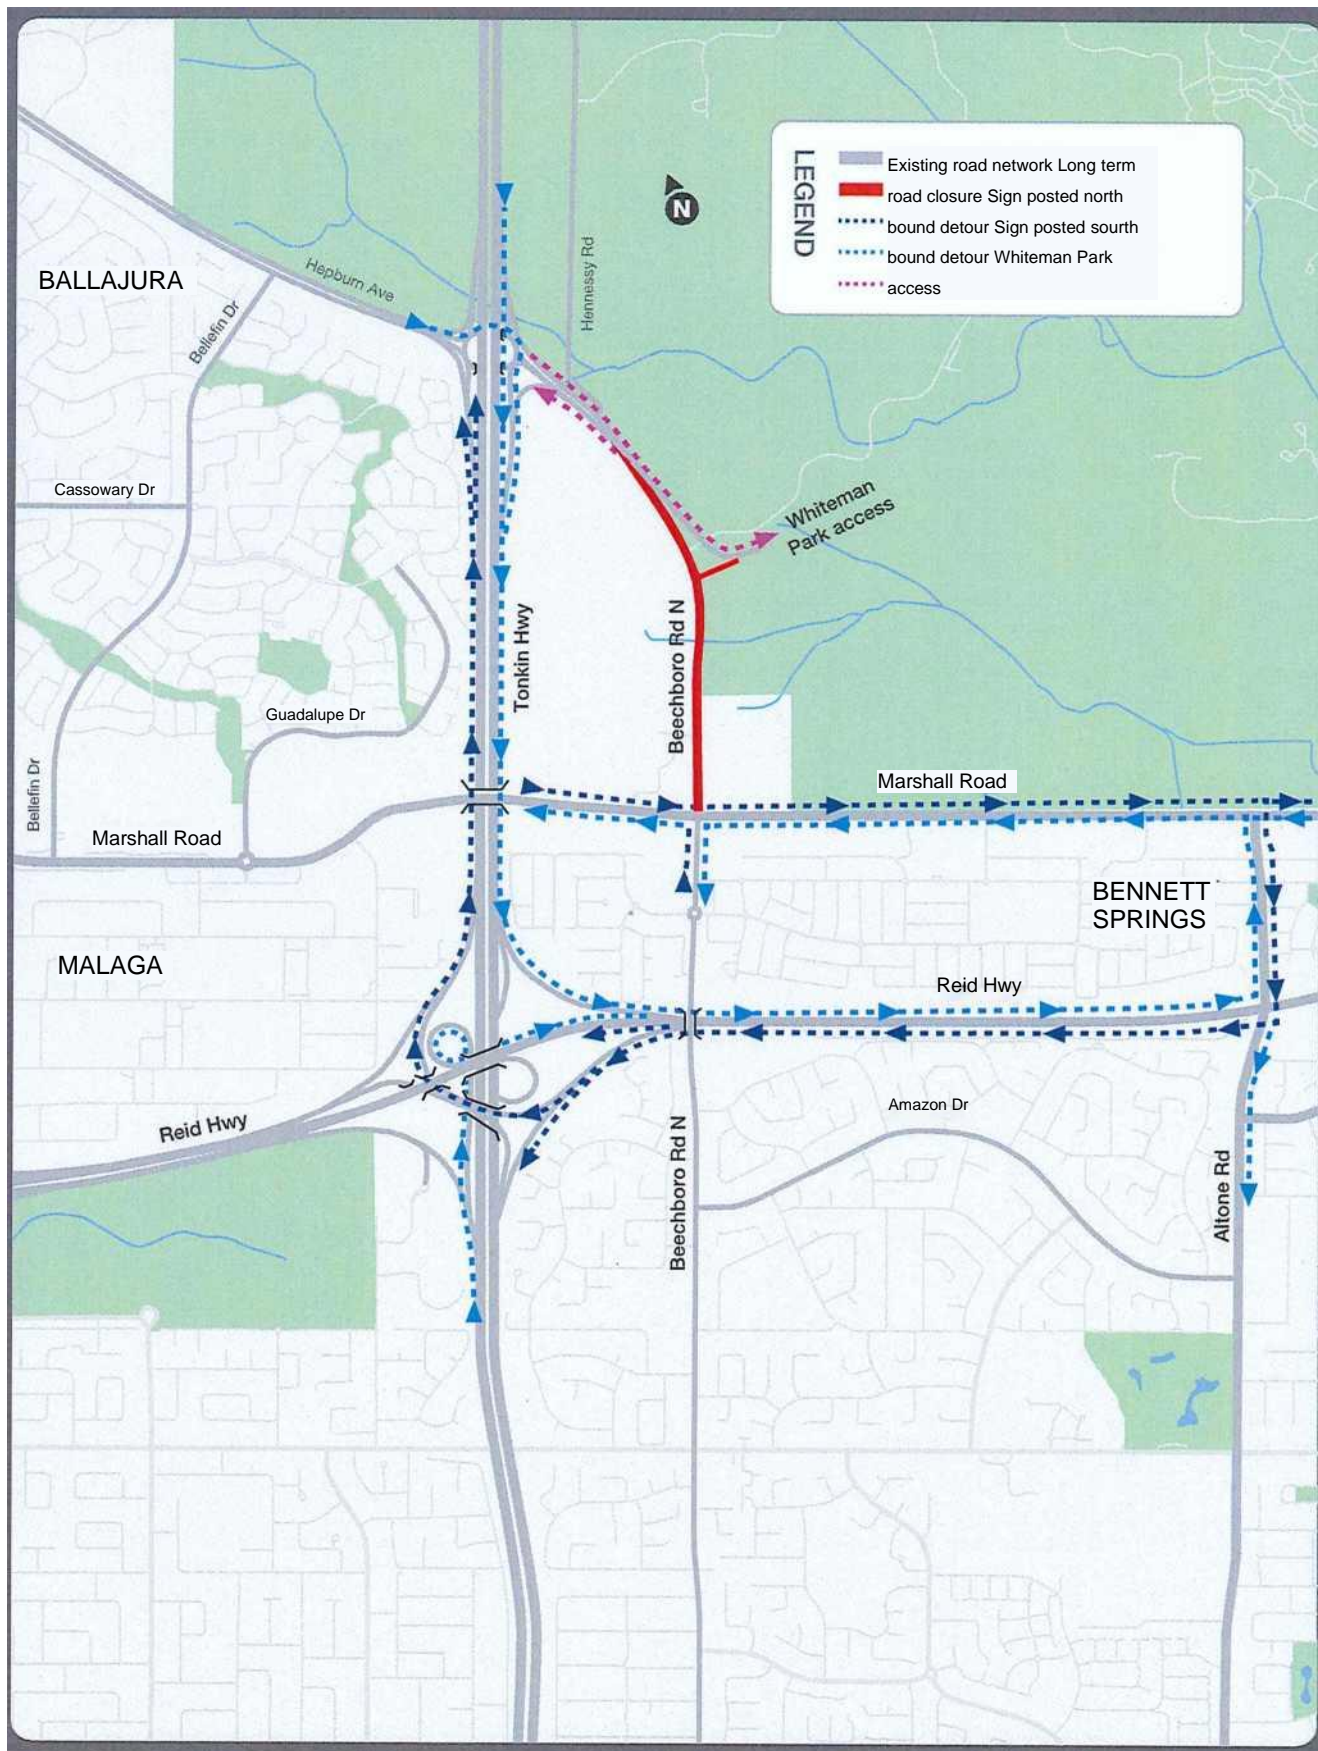 LEGEND
Existing road network Long term
road closure Sign posted north
bound detour Sign posted sourth
bound detour Whiteman Park
access
N
Hennessy Rd
BALLAJURA
Hepburn Ave
Bellefin Dr
Cassowary Dr
Whiteman
Park access
Tonkin Hwy
Beechboro Rd N
Guadalupe Dr
Bellefin Dr
Marshall Road
Marshall Road
BENNETT
SPRINGS
MALAGA
Reid Hwy
Amazon Dr
Reid Hwy
Beechboro Rd N
Altone Rd